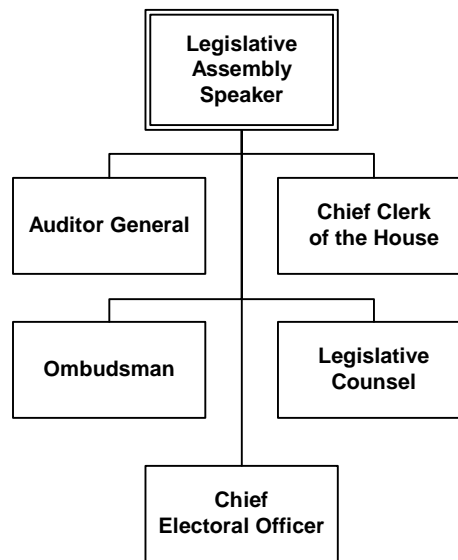 Legislative
Assembly
Speaker
Auditor General
Chief Clerk
of the House
Ombudsman
Legislative
Counsel
Chief
Electoral Officer